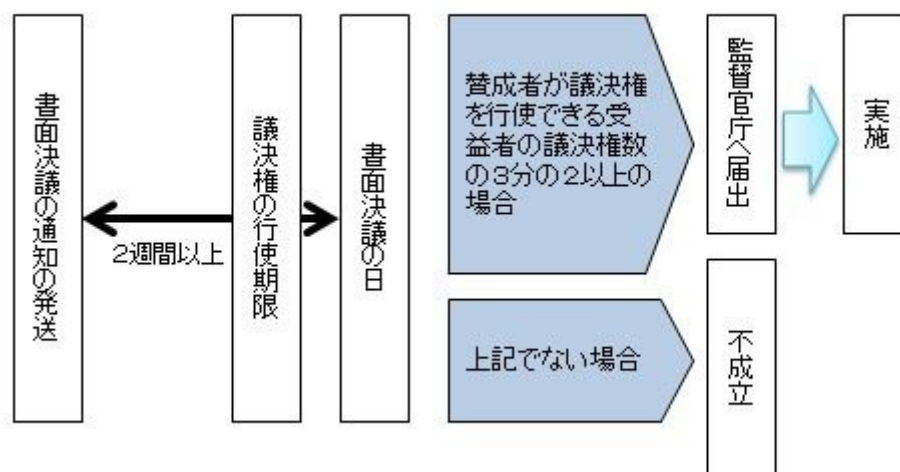 書面決議の通知の発送
2週間以上
議決権の行使期限
書面決議の日
賛成者が議決権
を行使できる受
益者の議決権数
の3分の2以上の
場合
監督官庁へ届出
実施
上記でない場合
不成立